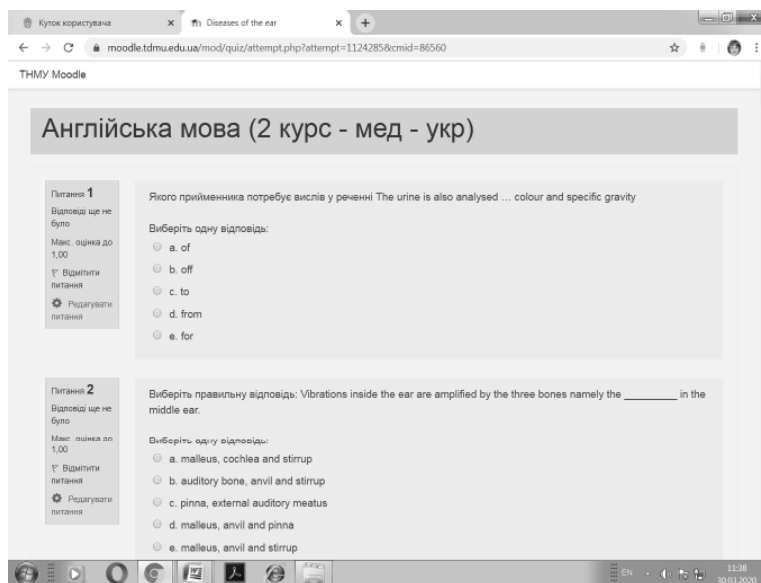 Куток користувача
Diseases of the ear
moodle.tdmu.edu.ua/mod/quiz/attempt.php?attempt=1124285&cmid=86560
ТНМУ Moodle
Англійська мова (2 курс - мед - укр)
Питання 1
Відповіді ще не
було
Макс. оцінка до
1,00
Відмітити
питання
Редагувати
питання
Якого прийменника потребує вислів у реченні The urine is also analysed ... colour and specific gravity
Виберіть одну відповідь:
a. of
b. off
c. to
d. from
e. for
Питання 2
Відповіді ще не
було
Макс. оцінка до
1,00
Відмітити
питання
Редагувати
питання
Виберіть правильну відповідь: Vibrations inside the ear are amplified by the three bones namely the _________ in the
middle ear.
Виберіть одну відповідь:
a. malleus, cochlea and stirrup
b. auditory bone, anvil and stirrup
c. pinna, external auditory meatus
d. malleus, anvil and pinna
e. malleus, anvil and stirrup
EN
11:38
30.03.2020